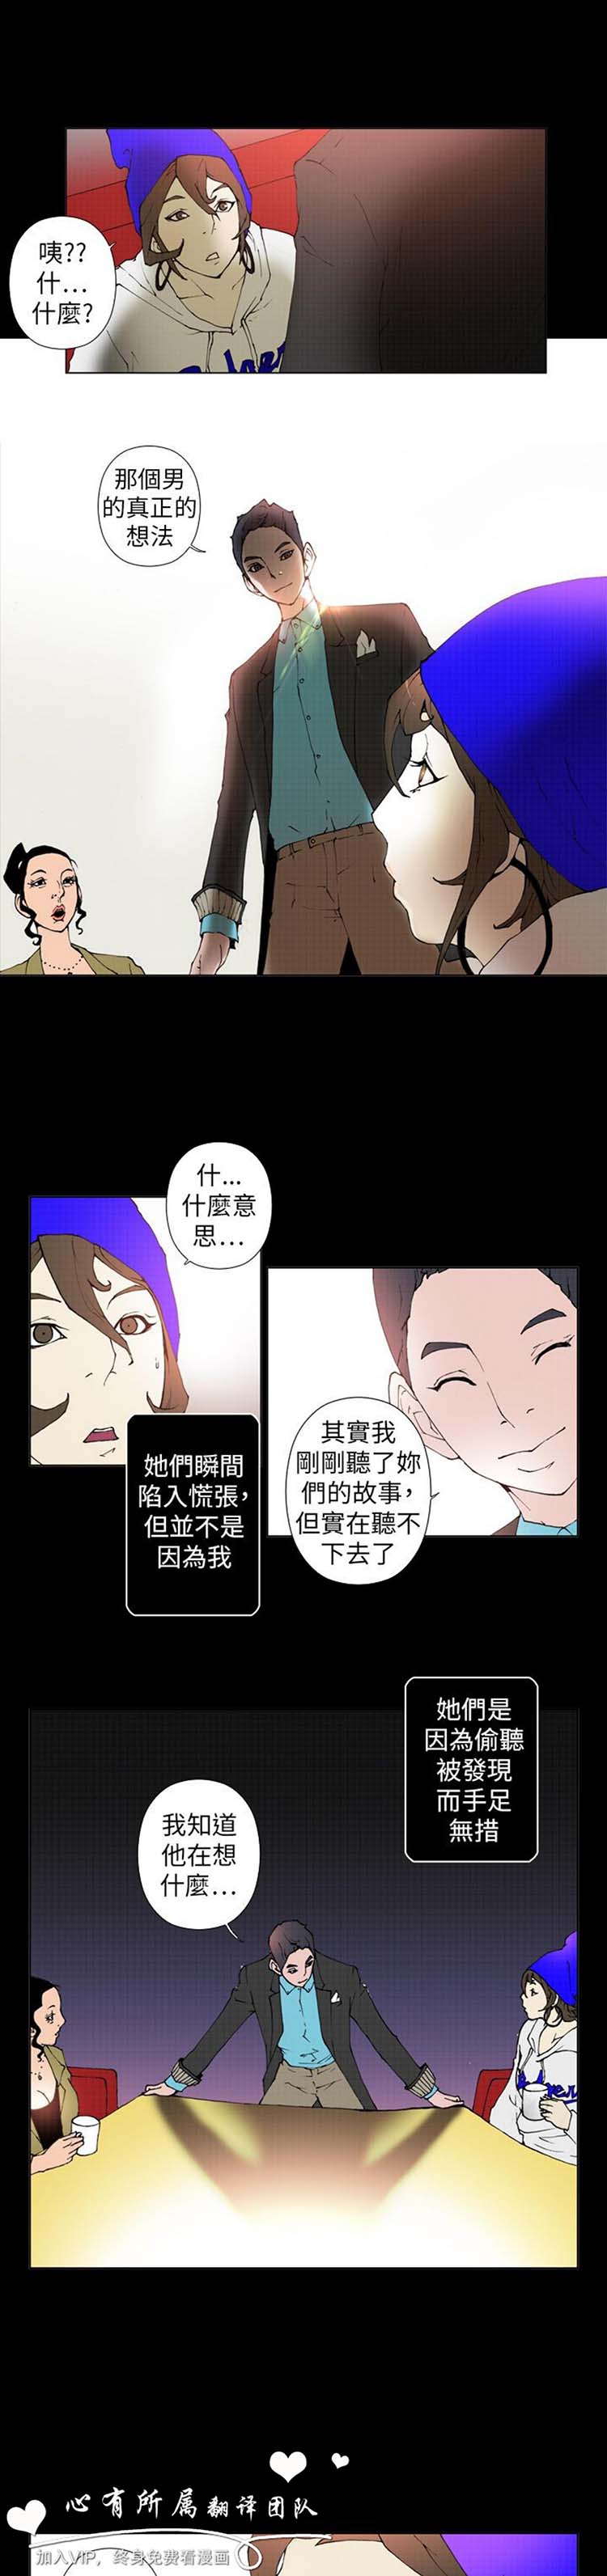 咦??
什...
什麼?
那個男
的真正的
想法
什...
什麼意
思...
她們瞬間
陷入慌張,
但並不是
因為我
其實我
剛剛聽了妳
們的故事,
但實在聽不
下去了
她們是
因為偷聽
被發現
而手足
無措
我知道
他在想
什麼...
心有所属翻译团队
加入VIP，终身免费看漫画